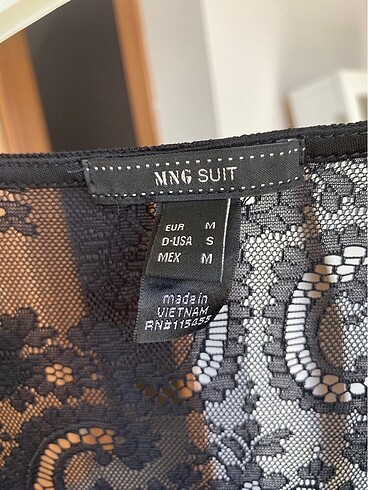 MNG SUIT
EUR M
D-USA S
MEX M
made in
VIETNAM